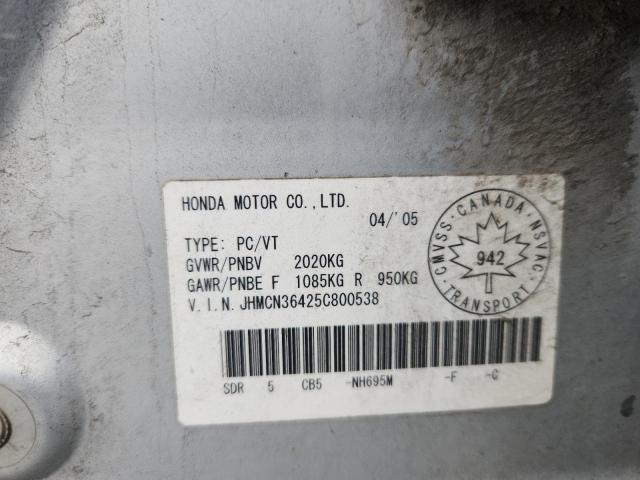 HONDA MOTOR CO.,LTD.
04/'05
TYPE: PC/VT
GVWR/PNBV 2020KG
GAWR/PNBE F 1085KG R 950KG
V.I.N.JHMCN36425C800538
CMVSS·CANADA·NSVAC·TRANSPORT·
942
SDR 5 CB5 -NH695M -F -C